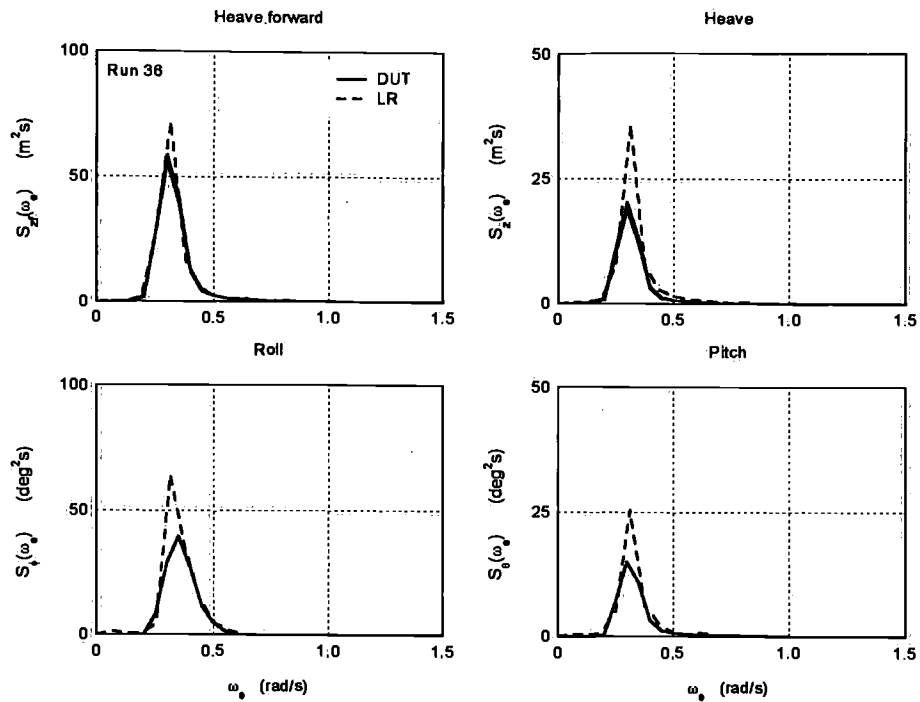 Heave forward
Heave
100
50
0
Run 36
DUT
LR
S_zf(ω_e) (m²s)
0 0.5 1.0 1.5
50
25
0
S_z(ω_e) (m²s)
0 0.5 1.0 1.5
Roll
Pitch
100
50
0
S_ϕ(ω_e) (deg²s)
0 0.5 1.0 1.5
ω_e (rad/s)
50
25
0
S_θ(ω_e) (deg²s)
0 0.5 1.0 1.5
ω_e (rad/s)